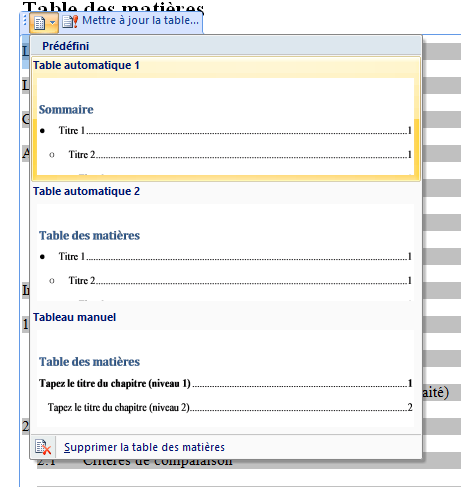 Table des matières
Mettre à jour la table...
Prédéfini
Table automatique 1
Sommaire
● Titre 1 1
○ Titre 2 1
Table automatique 2
Table des matières
● Titre 1 1
○ Titre 2 1
Tableau manuel
Table des matières
Tapez le titre du chapitre (niveau 1) 1
Tapez le titre du chapitre (niveau 2) 2
aité)
2
Supprimer la table des matières
2.1 Critères de comparaison